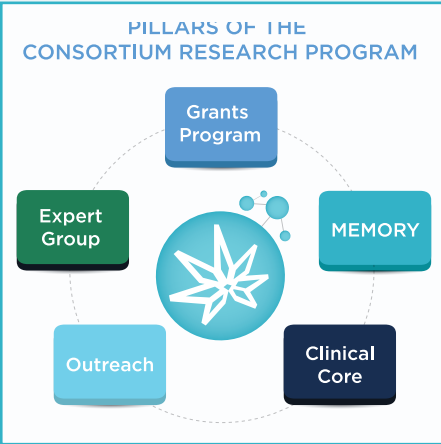 PILLARS OF THE
CONSORTIUM RESEARCH PROGRAM
Grants
Program
Expert
Group
MEMORY
Outreach
Clinical
Core